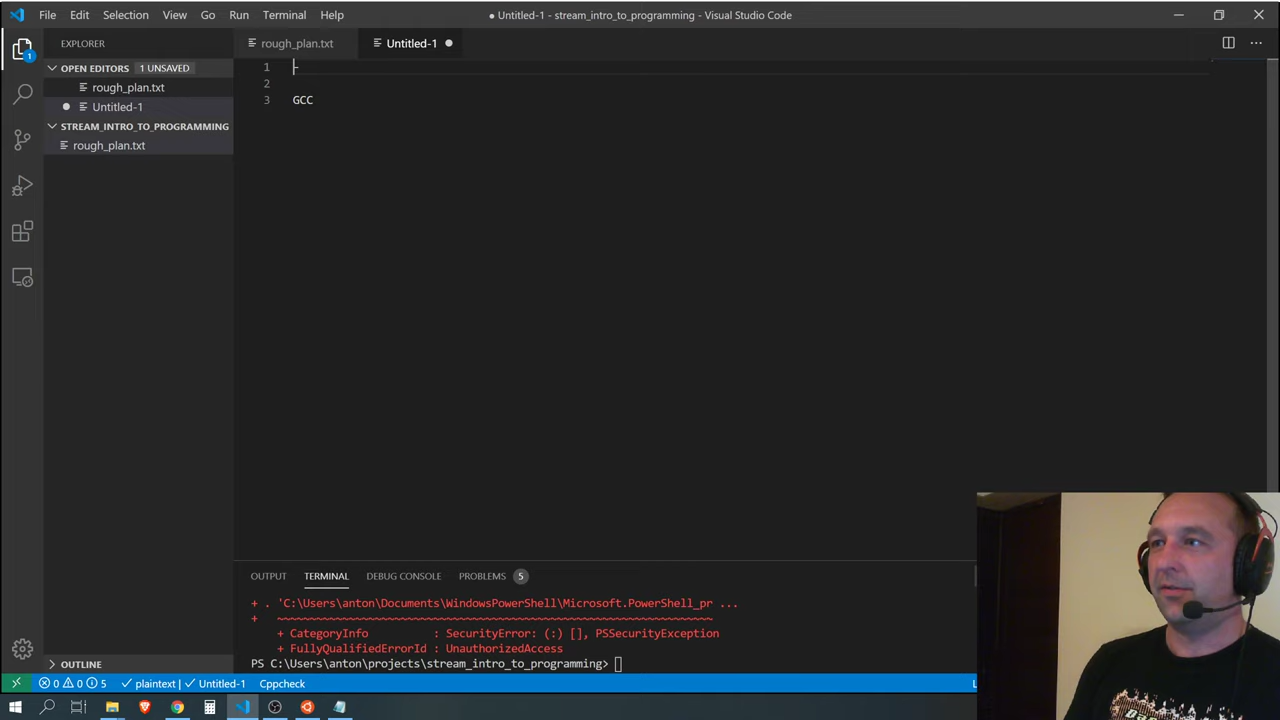 File Edit Selection View Go Run Terminal Help
● Untitled-1 - stream_intro_to_programming - Visual Studio Code
EXPLORER
rough_plan.txt
Untitled-1
OPEN EDITORS 1 UNSAVED
rough_plan.txt
Untitled-1
STREAM_INTRO_TO_PROGRAMMING
rough_plan.txt
1
1 -
2
3 GCC
OUTPUT TERMINAL DEBUG CONSOLE PROBLEMS 5
+ . 'C:\Users\anton\Documents\WindowsPowerShell\Microsoft.PowerShell_pr ...
+ ~~~~~~~~~~~~~~~~~~~~~~~~~~~~~~~~~~~~~~~~~~~~~~~~~~~~~~~~~~~~~~~~~
+ CategoryInfo : SecurityError: (:) [], PSSecurityException
+ FullyQualifiedErrorId : UnauthorizedAccess
PS C:\Users\anton\projects\stream_intro_to_programming>
OUTLINE
0 0 5 plaintext | Untitled-1 Cppcheck